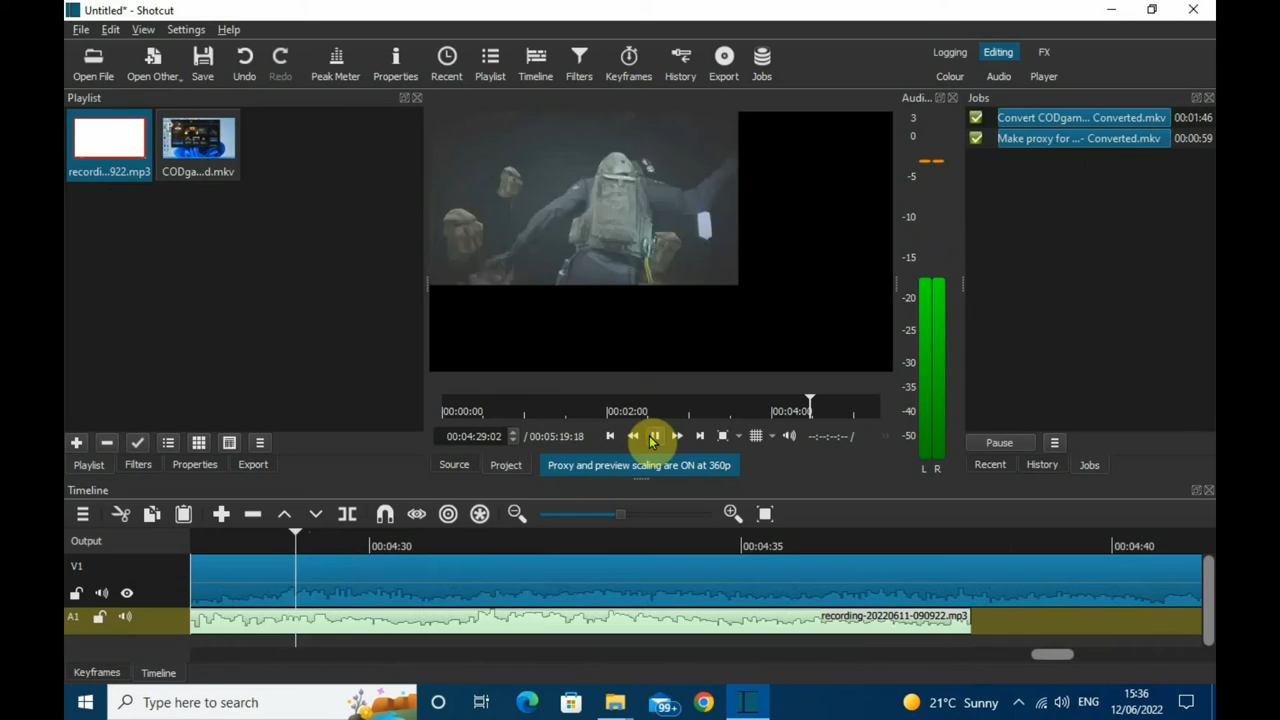 Untitled* - Shotcut
File Edit View Settings Help
Open File Open Other... Save Undo Redo Peak Meter Properties Recent Playlist Timeline Filters Keyframes History Export Jobs
Logging Editing FX
Colour Audio Player
Playlist
Audi...
Jobs
recordi...922.mp3
CODga...d.mkv
3
0
-5
-10
-15
-20
-25
-30
-35
-40
-50
L R
Convert CODgam... Converted.mkv 00:01:46
Make proxy for ...- Converted.mkv 00:00:59
00:00:00 00:02:00 00:04:00
00:04:29:02 / 00:05:19:18
--:--:--:-- /
Pause
Playlist Filters Properties Export
Source Project Proxy and preview scaling are ON at 360p
Recent History Jobs
Timeline
Output
00:04:30 00:04:35 00:04:40
V1
A1
recording-20220611-090922.mp3
Keyframes Timeline
Type here to search
99+
21°C Sunny
ENG
15:36
12/06/2022